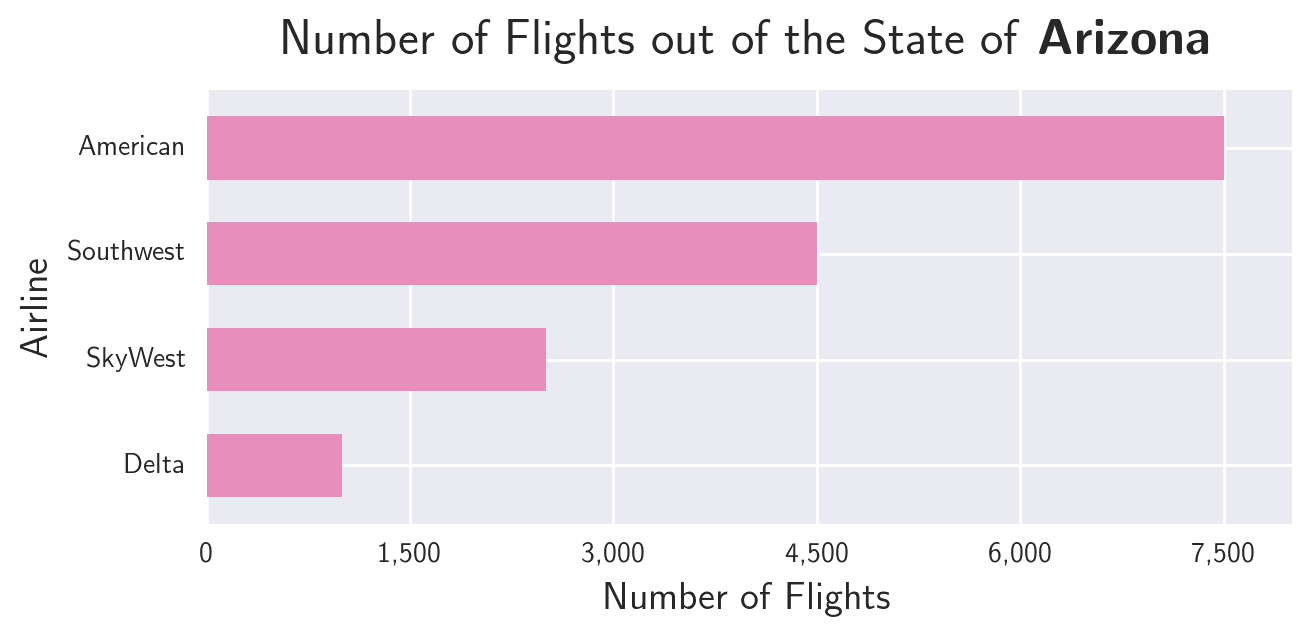 Number of Flights out of the State of Arizona
American
Southwest
SkyWest
Delta
Airline
0 1,500 3,000 4,500 6,000 7,500
Number of Flights